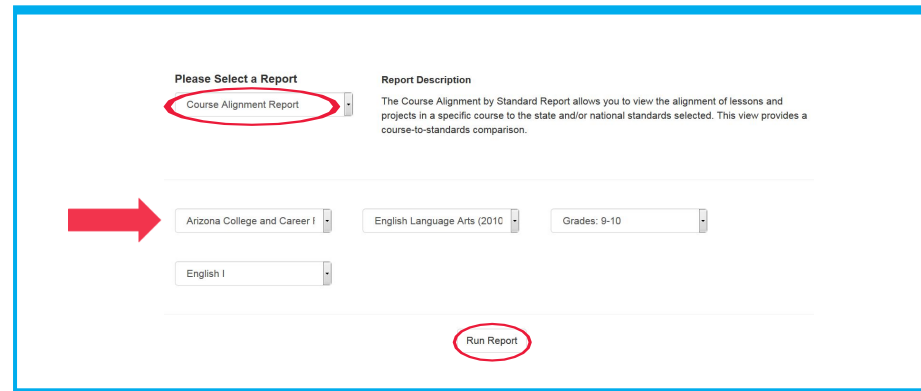 Please Select a Report
Course Alignment Report
Report Description
The Course Alignment by Standard Report allows you to view the alignment of lessons and
projects in a specific course to the state and/or national standards selected. This view provides a
course-to-standards comparison.
Arizona College and Career
English Language Arts (2010
Grades: 9-10
English I
Run Report